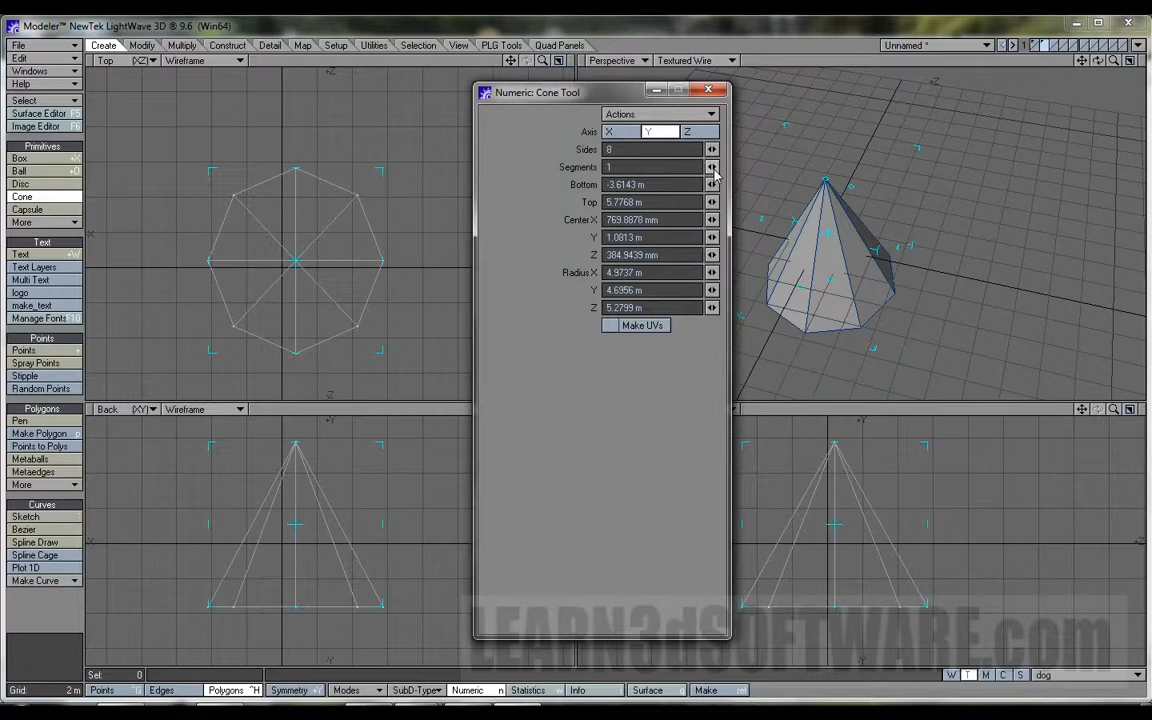 Modeler™ NewTek LightWave 3D ® 9.6 (Win64)
File Create Modify Multiply Construct Detail Map Setup Utilities Selection View PLG Tools Quad Panels Unnamed * 1
Edit Top (XZ) Wireframe Perspective Textured Wire
Windows
Help
Select
Surface Editor F5
Image Editor F6
Primitives
Box +X
Ball +O
Disc
Cone
Capsule
More
Text
Text +W
Text Layers
Multi Text
logo
make_text
Manage Fonts F10
Points
Points +
Spray Points
Stipple
Random Points
Polygons
Pen
Make Polygon p
Points to Polys
Metaballs
Metaedges
More
Curves
Sketch
Bezier
Spline Draw
Spline Cage
Plot 1D
Make Curve
Numeric: Cone Tool
Actions
Axis X Y Z
Sides 8
Segments 1
Bottom -3.6143 m
Top 5.7768 m
Center X 769.8878 mm
Y 1.0813 m
Z 384.9439 mm
Radius X 4.9737 m
Y 4.6956 m
Z 5.2799 m
Make UVs
Back (XY) Wireframe
LEARN3dSOFTWARE.com
Sel: 0 W T M C S dog
Grid: 2 m Points ^G Edges Polygons ^H Symmetry +Y Modes SubD-Type Numeric n Statistics w Info i Surface q Make ret